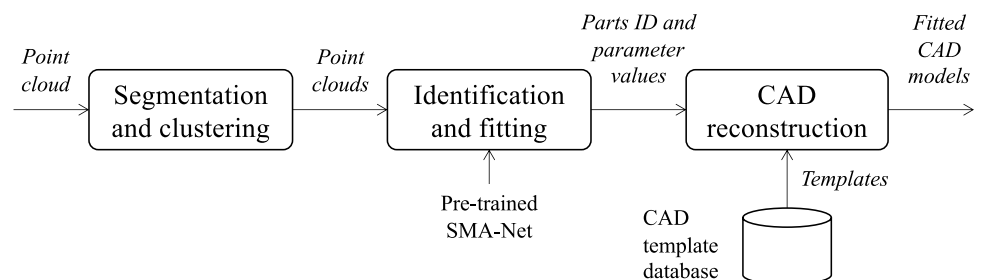 Point
cloud
Segmentation
and clustering
Point
clouds
Identification
and fitting
Parts ID and
parameter
values
CAD
reconstruction
Fitted
CAD
models
Pre-trained
SMA-Net
Templates
CAD
template
database